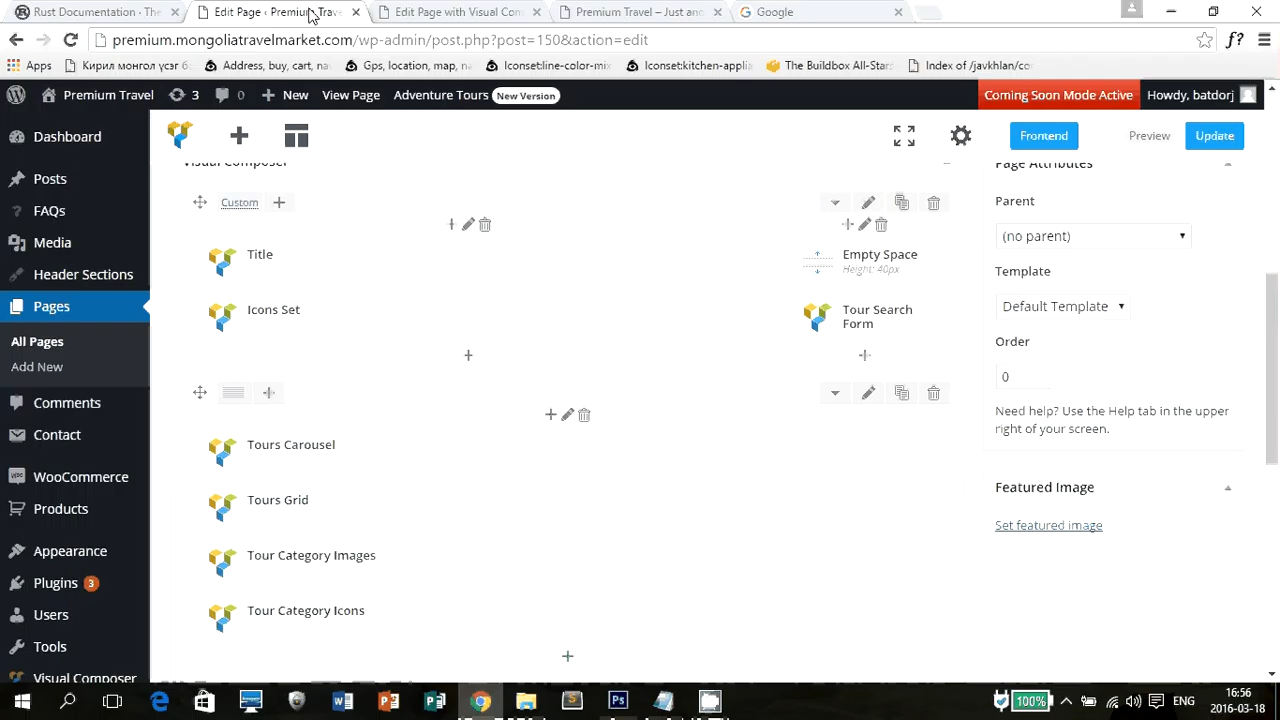 Rust Documentation · The
Edit Page ‹ Premium Trave
Edit Page with Visual Con
Premium Travel – Just ano
Google
premium.mongoliatravelmarket.com/wp-admin/post.php?post=150&action=edit
f?
Apps
Кирил монгол үсэг б
Address, buy, cart, na
Gps, location, map, na
Iconset:line-color-mix
Iconset:kitchen-applia
The Buildbox All-Stars
Index of /javkhlan/cor
Premium Travel
3
0
New
View Page
Adventure Tours
New Version
Coming Soon Mode Active
Howdy, batdorj
Dashboard
Posts
FAQs
Media
Header Sections
Pages
All Pages
Add New
Comments
Contact
WooCommerce
Products
Appearance
Plugins 3
Users
Tools
Visual Composer
Frontend
Preview
Update
Visual Composer
Custom
Title
Icons Set
Empty Space
Height: 40px
Tour Search
Form
Tours Carousel
Tours Grid
Tour Category Images
Tour Category Icons
Page Attributes
Parent
(no parent)
Template
Default Template
Order
0
Need help? Use the Help tab in the upper
right of your screen.
Featured Image
Set featured image
100%
ENG
16:56
2016-03-18